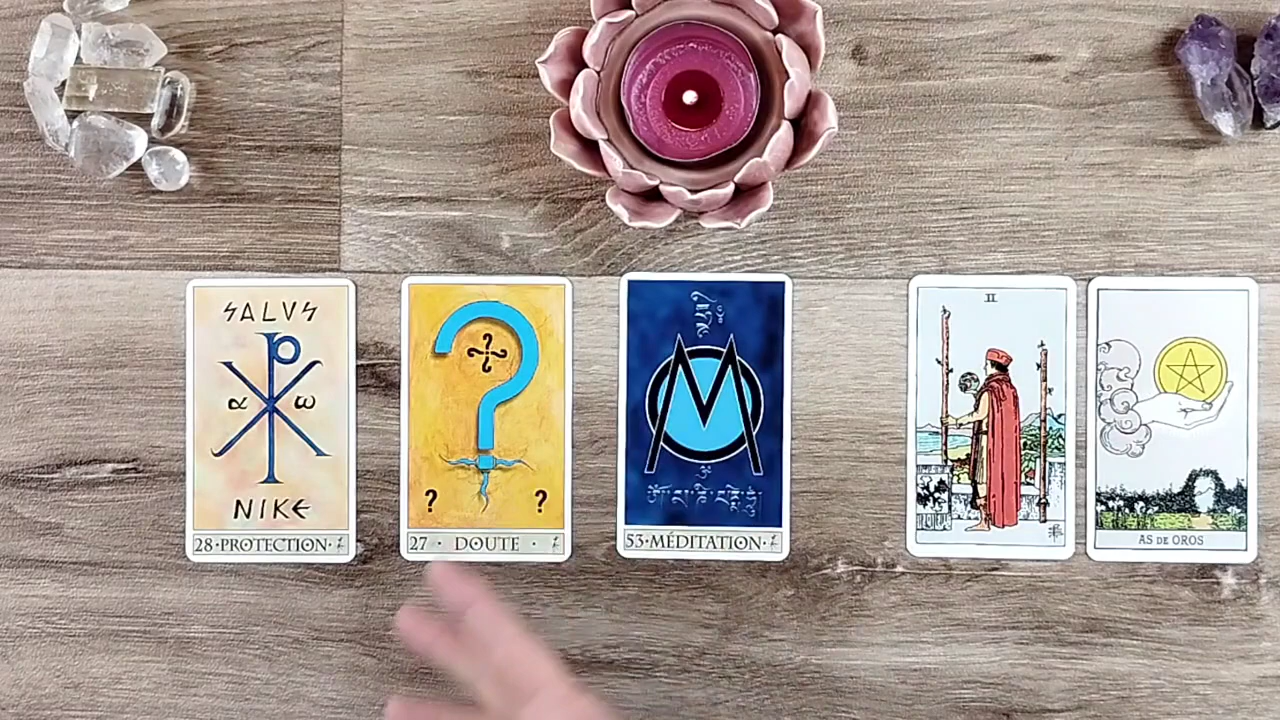 SALVS
α ω
NIKE
28·PROTECTION·
?
? ?
27 · DOUTE ·
M
53·MÉDITATION·
II
AS DE OROS